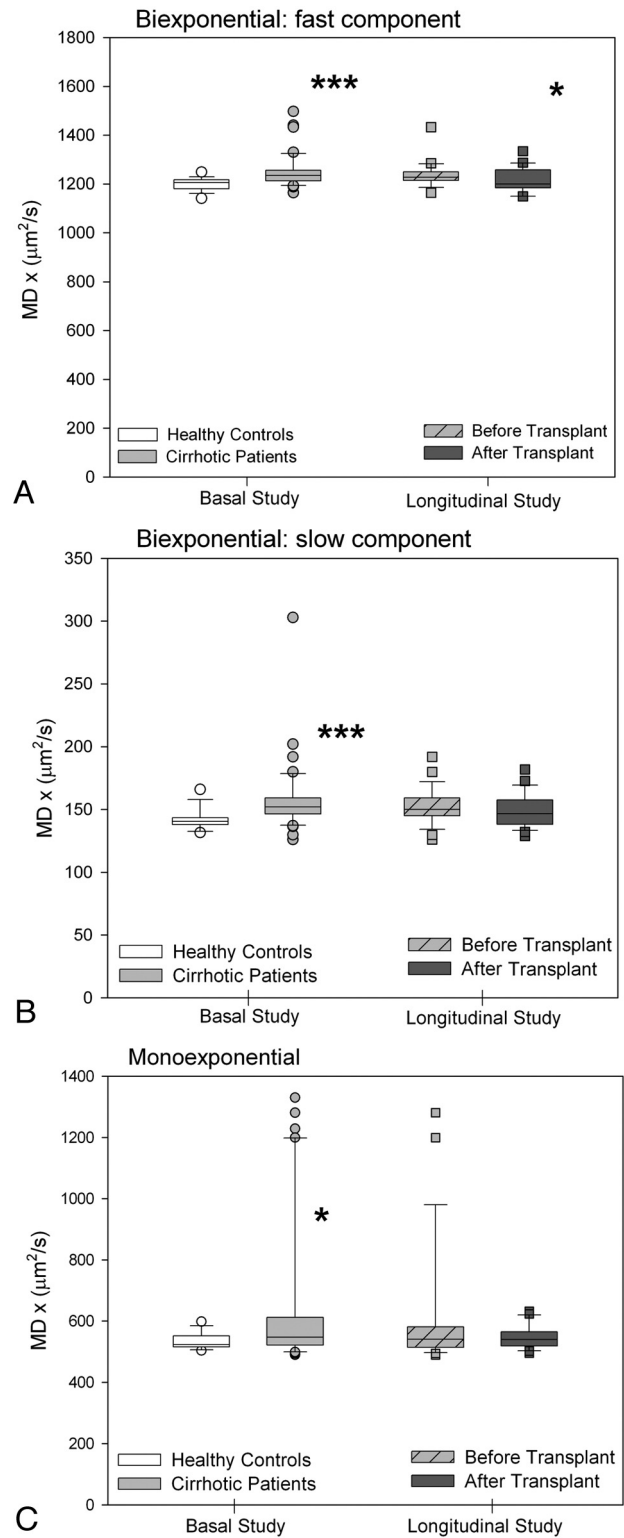 Biexponential: fast component
1800
1600
1400
1200
1000
800
600
400
200
0
MD x (μm²/s)
***
*
Healthy Controls
Cirrhotic Patients
Before Transplant
After Transplant
Basal Study
Longitudinal Study
A
Biexponential: slow component
350
300
250
200
150
100
50
0
MD x (μm²/s)
***
Healthy Controls
Cirrhotic Patients
Before Transplant
After Transplant
Basal Study
Longitudinal Study
B
Monoexponential
1400
1200
1000
800
600
400
200
0
MD x (μm²/s)
*
Healthy Controls
Cirrhotic Patients
Before Transplant
After Transplant
Basal Study
Longitudinal Study
C